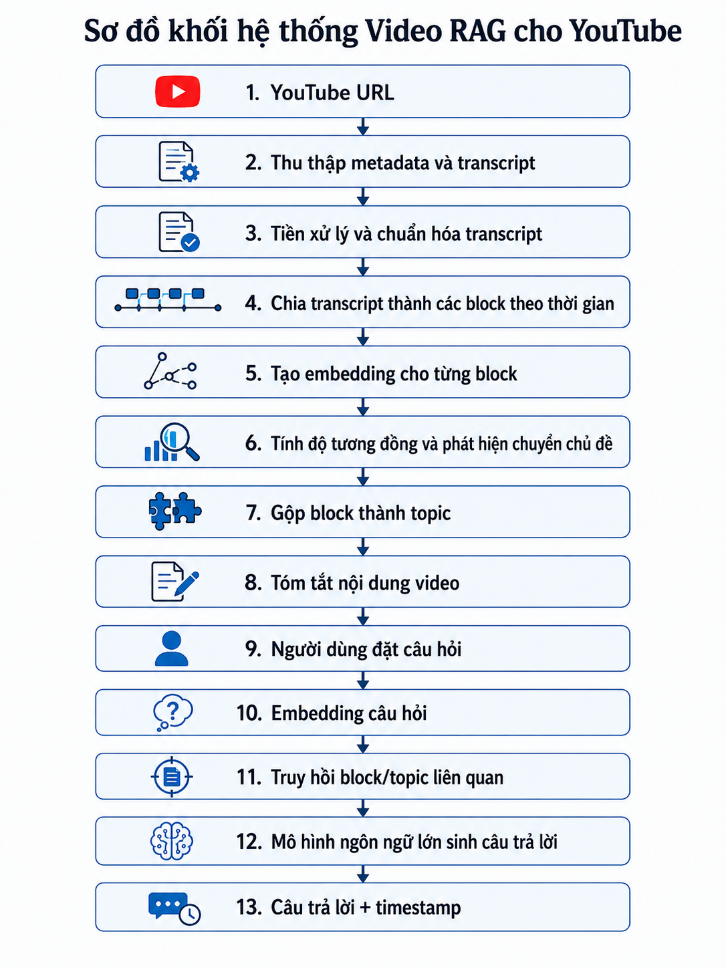 Sơ đồ khối hệ thống Video RAG cho YouTube
1. YouTube URL
2. Thu thập metadata và transcript
3. Tiền xử lý và chuẩn hóa transcript
4. Chia transcript thành các block theo thời gian
5. Tạo embedding cho từng block
6. Tính độ tương đồng và phát hiện chuyển chủ đề
7. Gộp block thành topic
8. Tóm tắt nội dung video
9. Người dùng đặt câu hỏi
?
10. Embedding câu hỏi
11. Truy hồi block/topic liên quan
12. Mô hình ngôn ngữ lớn sinh câu trả lời
13. Câu trả lời + timestamp